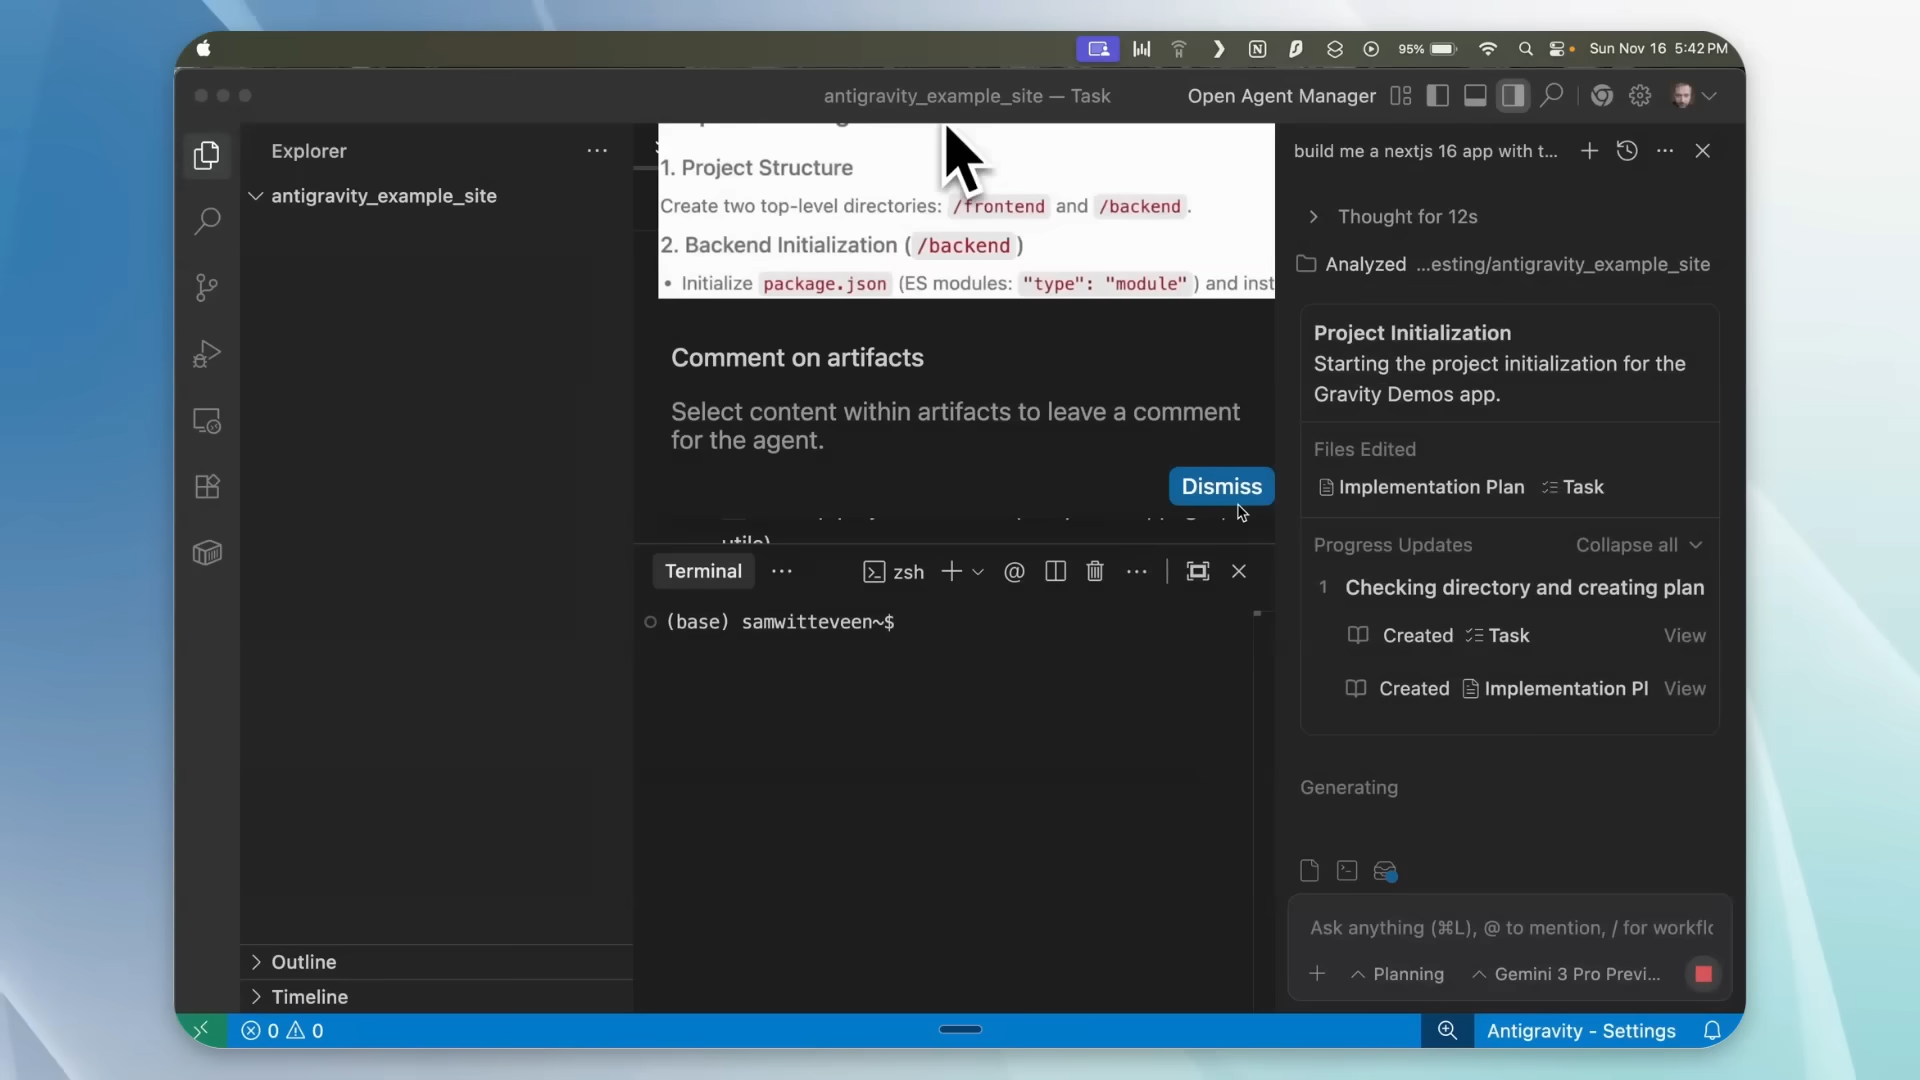 95%
Sun Nov 16 5:42 PM
antigravity_example_site — Task
Open Agent Manager
Explorer
antigravity_example_site
Outline
Timeline
1. Project Structure
Create two top-level directories: /frontend and /backend.
2. Backend Initialization (/backend)
• Initialize package.json (ES modules: "type": "module") and inst
Comment on artifacts
Select content within artifacts to leave a comment
for the agent.
Dismiss
Terminal
zsh
(base) samwitteveen~$
build me a nextjs 16 app with t...
Thought for 12s
Analyzed ...esting/antigravity_example_site
Project Initialization
Starting the project initialization for the
Gravity Demos app.
Files Edited
Implementation Plan Task
Progress Updates Collapse all
1 Checking directory and creating plan
Created Task View
Created Implementation Pl View
Generating
Ask anything (⌘L), @ to mention, / for workflo
Planning Gemini 3 Pro Previ...
0 0
Antigravity - Settings